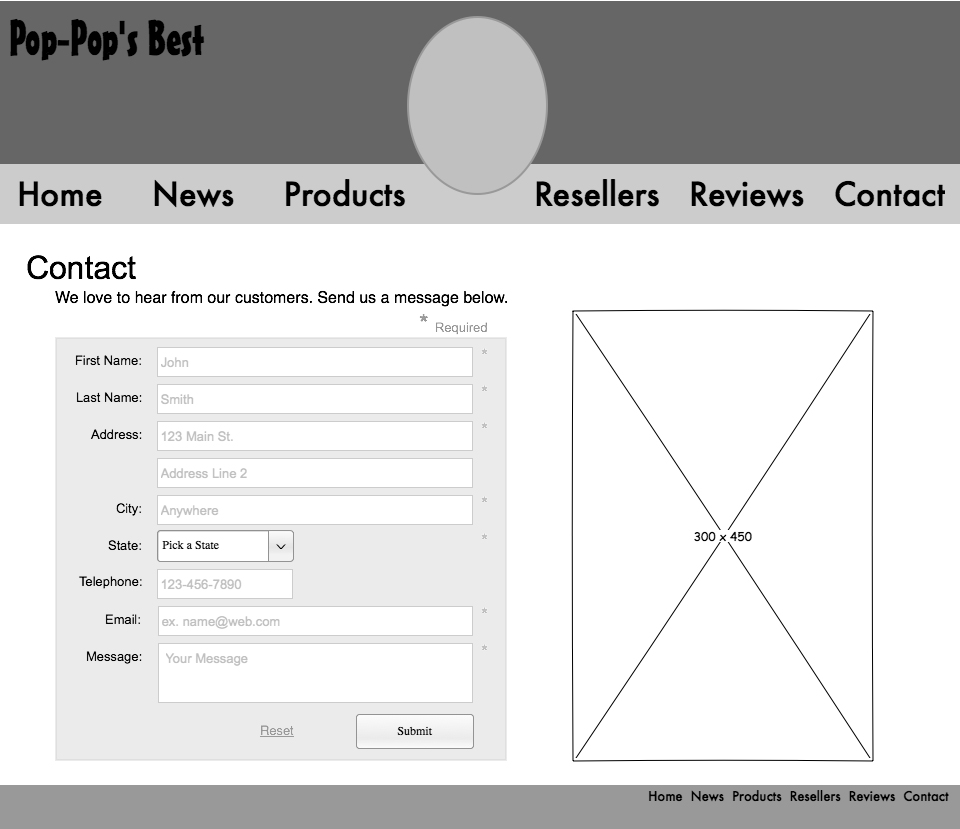 Pop-Pop's Best
Home News Products Resellers Reviews Contact
Contact
We love to hear from our customers. Send us a message below.
* Required
First Name: John *
Last Name: Smith *
Address: 123 Main St. *
Address Line 2
City: Anywhere *
State: Pick a State *
Telephone: 123-456-7890
Email: ex. name@web.com *
Message: Your Message *
Reset Submit
300 x 450
Home News Products Resellers Reviews Contact